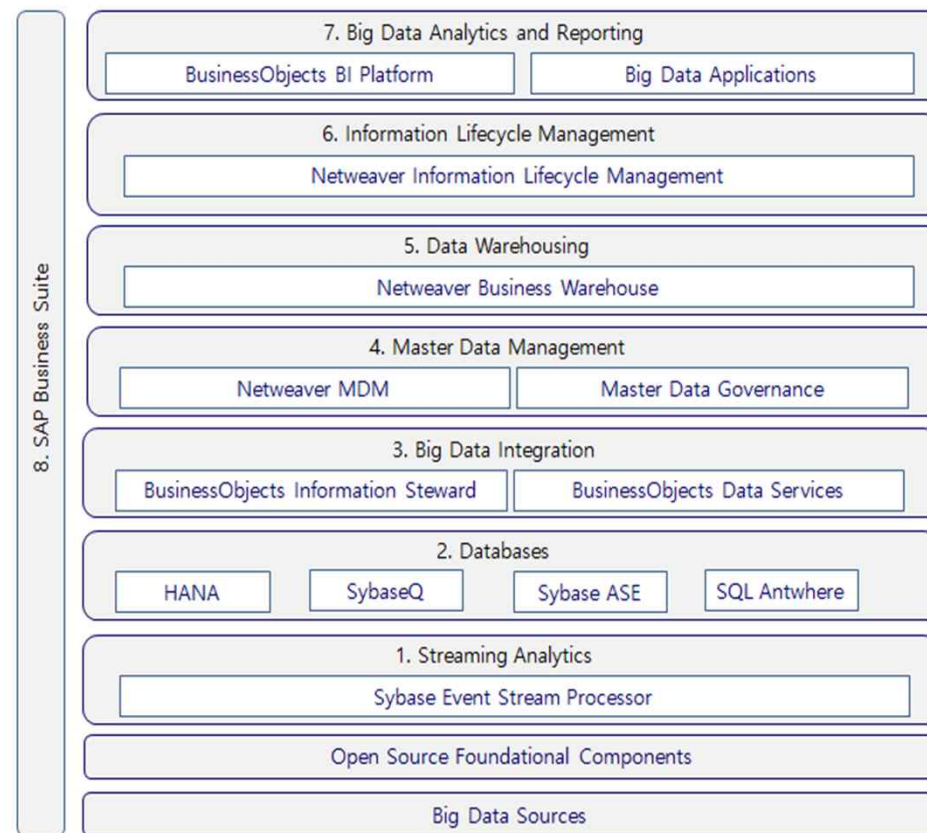 7. Big Data Analytics and Reporting
BusinessObjects BI Platform
Big Data Applications
6. Information Lifecycle Management
Netweaver Information Lifecycle Management
5. Data Warehousing
Netweaver Business Warehouse
4. Master Data Management
Netweaver MDM
Master Data Governance
3. Big Data Integration
BusinessObjects Information Steward
BusinessObjects Data Services
2. Databases
HANA
SybaseQ
Sybase ASE
SQL Antwhere
1. Streaming Analytics
Sybase Event Stream Processor
Open Source Foundational Components
Big Data Sources
8. SAP Business Suite